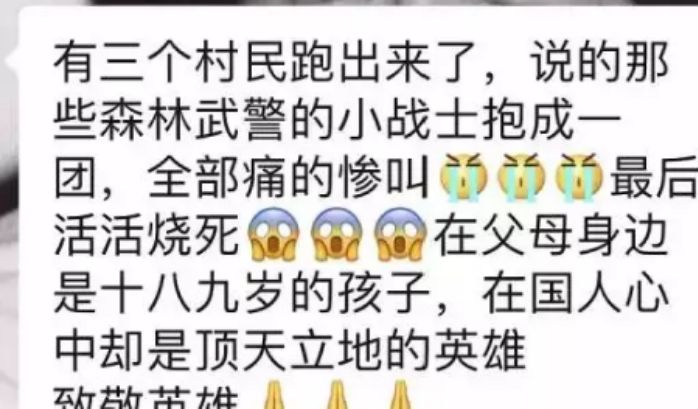 有三个村民跑出来了，说的那
些森林武警的小战士抱成一
团，全部痛的惨叫😭😭😭最后
活活烧死😱😱😱在父母身边
是十八九岁的孩子，在国人心
中却是顶天立地的英雄
致敬英雄🙏🙏🙏